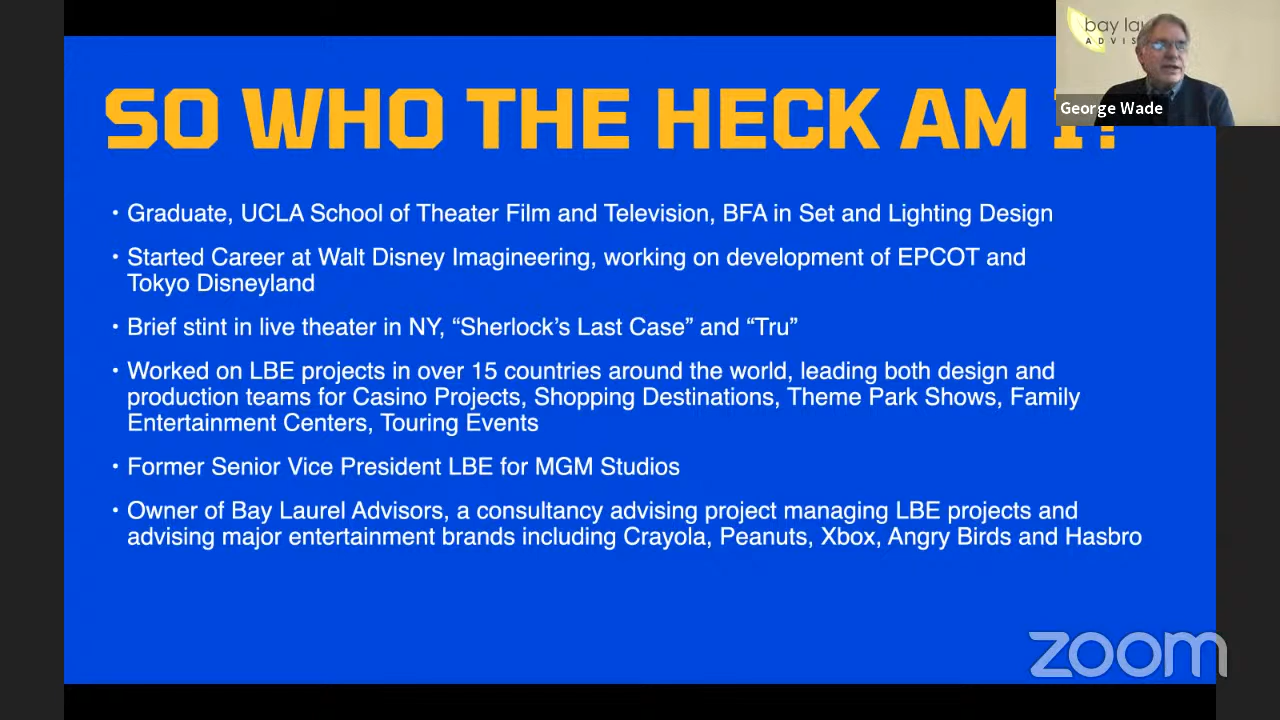 bay lau
ADVIS
George Wade
SO WHO THE HECK AM I?
• Graduate, UCLA School of Theater Film and Television, BFA in Set and Lighting Design
• Started Career at Walt Disney Imagineering, working on development of EPCOT and
Tokyo Disneyland
• Brief stint in live theater in NY, “Sherlock’s Last Case” and “Tru”
• Worked on LBE projects in over 15 countries around the world, leading both design and
production teams for Casino Projects, Shopping Destinations, Theme Park Shows, Family
Entertainment Centers, Touring Events
• Former Senior Vice President LBE for MGM Studios
• Owner of Bay Laurel Advisors, a consultancy advising project managing LBE projects and
advising major entertainment brands including Crayola, Peanuts, Xbox, Angry Birds and Hasbro
zoom